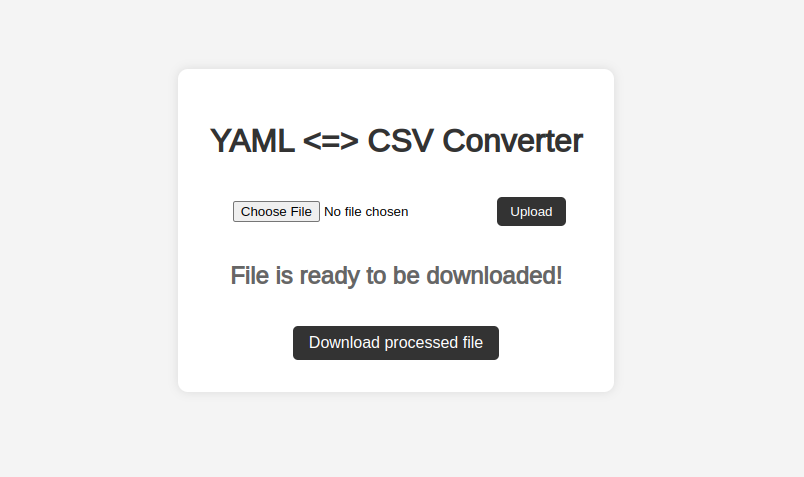 YAML <=> CSV Converter
Choose File No file chosen Upload
File is ready to be downloaded!
Download processed file